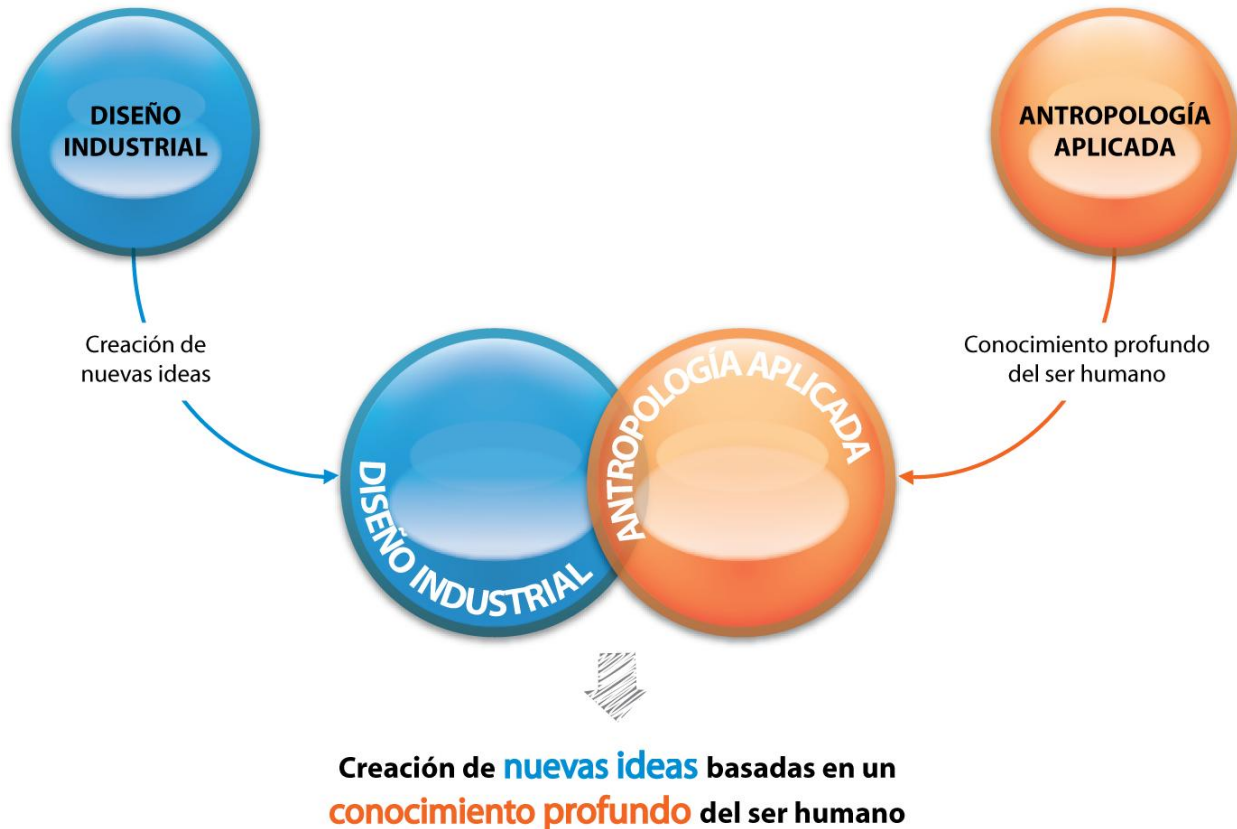 DISEÑO
INDUSTRIAL
ANTROPOLOGÍA
APLICADA
Creación de
nuevas ideas
Conocimiento profundo
del ser humano
DISEÑO INDUSTRIAL
ANTROPOLOGÍA APLICADA
Creación de nuevas ideas basadas en un
conocimiento profundo del ser humano